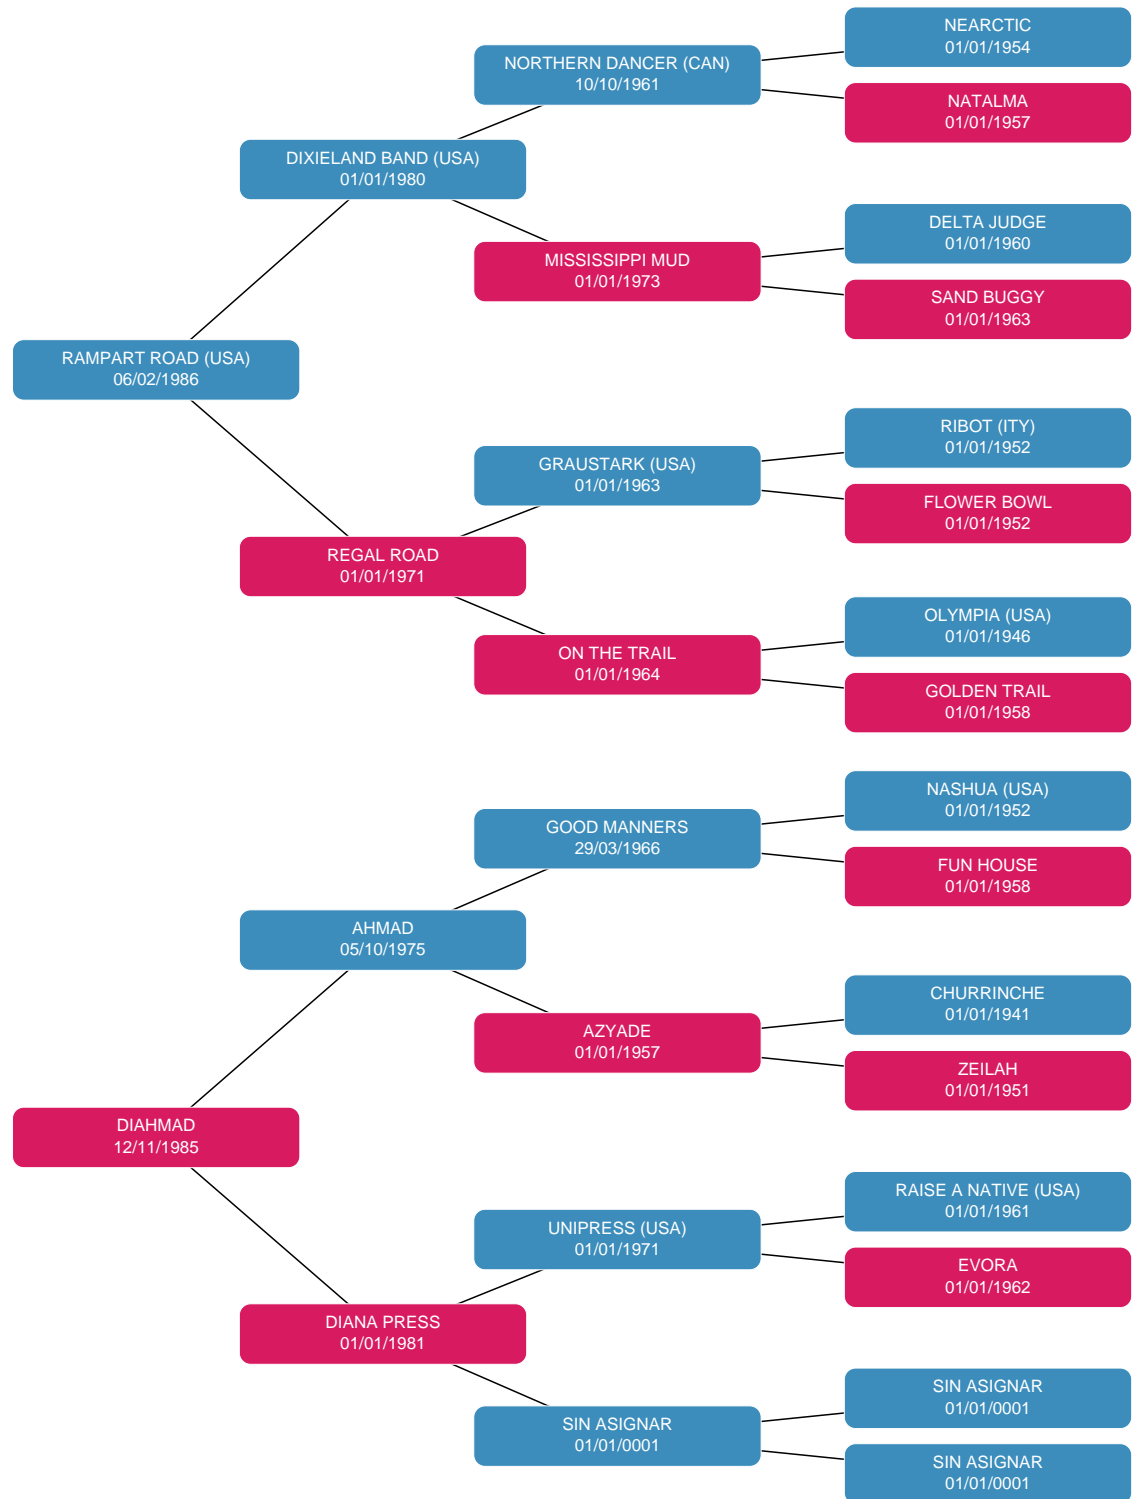 NEARCTIC
01/01/1954
NORTHERN DANCER (CAN)
10/10/1961
NATALMA
01/01/1957
DIXIELAND BAND (USA)
01/01/1980
DELTA JUDGE
01/01/1960
MISSISSIPPI MUD
01/01/1973
SAND BUGGY
01/01/1963
RAMPART ROAD (USA)
06/02/1986
RIBOT (ITY)
01/01/1952
GRAUSTARK (USA)
01/01/1963
FLOWER BOWL
01/01/1952
REGAL ROAD
01/01/1971
OLYMPIA (USA)
01/01/1946
ON THE TRAIL
01/01/1964
GOLDEN TRAIL
01/01/1958
NASHUA (USA)
01/01/1952
GOOD MANNERS
29/03/1966
FUN HOUSE
01/01/1958
AHMAD
05/10/1975
CHURRINCHE
01/01/1941
AZYADE
01/01/1957
ZEILAH
01/01/1951
DIAHMAD
12/11/1985
RAISE A NATIVE (USA)
01/01/1961
UNIPRESS (USA)
01/01/1971
EVORA
01/01/1962
DIANA PRESS
01/01/1981
SIN ASIGNAR
01/01/0001
SIN ASIGNAR
01/01/0001
SIN ASIGNAR
01/01/0001